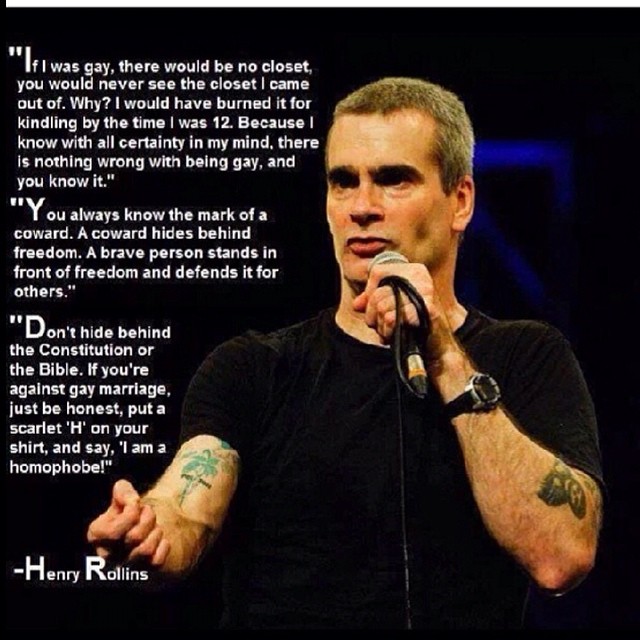 "If I was gay, there would be no closet,
you would never see the closet I came
out of. Why? I would have burned it for
kindling by the time I was 12. Because I
know with all certainty in my mind, there
is nothing wrong with being gay, and
you know it."
"You always know the mark of a
coward. A coward hides behind
freedom. A brave person stands in
front of freedom and defends it for
others."
"Don't hide behind
the Constitution or
the Bible. If you're
against gay marriage,
just be honest, put a
scarlet 'H' on your
shirt, and say, 'I am a
homophobe!"
-Henry Rollins